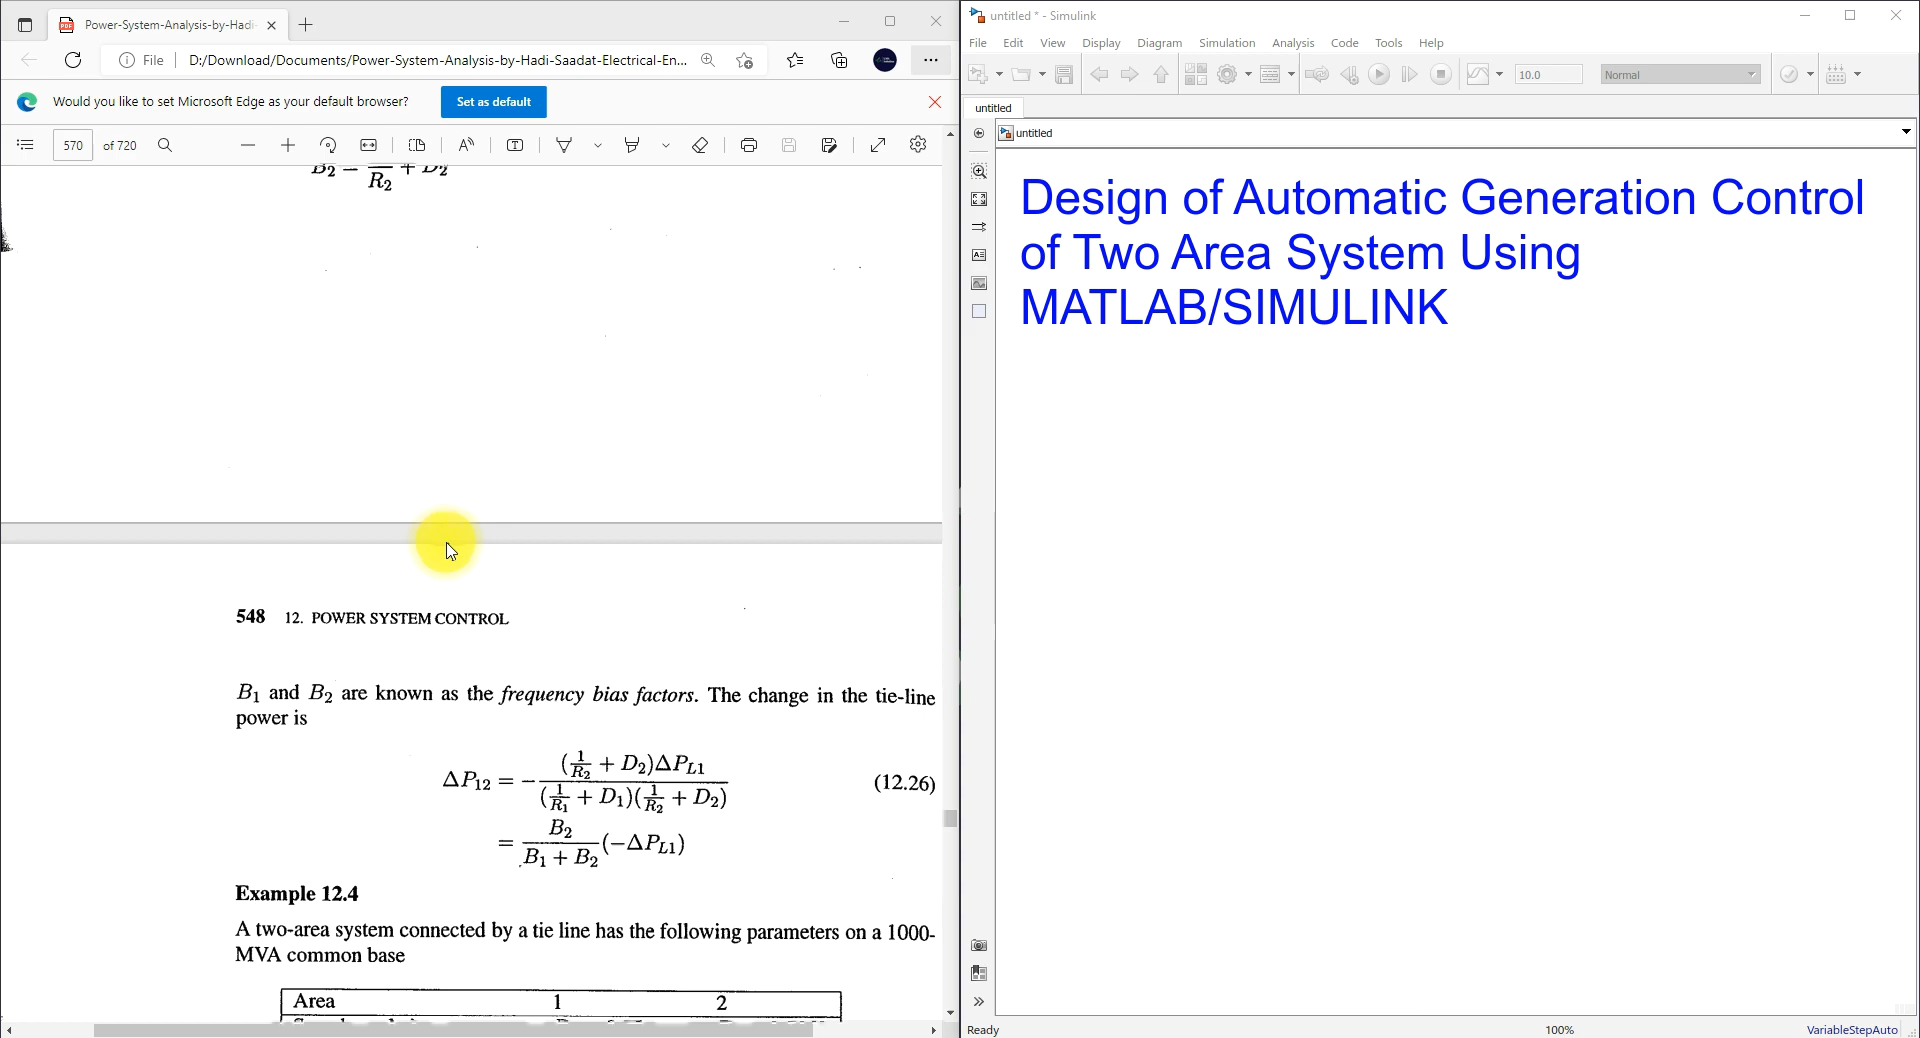 Power-System-Analysis-by-Hadi-
File
D:/Download/Documents/Power-System-Analysis-by-Hadi-Saadat-Electrical-En...
Would you like to set Microsoft Edge as your default browser?
Set as default
570 of 720
B₂ = R₂ + D₂
548 12. POWER SYSTEM CONTROL
B₁ and B₂ are known as the frequency bias factors. The change in the tie-line
power is
ΔP₁₂ = − (1/R₂ + D₂)ΔP_L1 / (1/R₁ + D₁)(1/R₂ + D₂) (12.26)
= B₂ / B₁ + B₂ (−ΔP_L1)
Example 12.4
A two-area system connected by a tie line has the following parameters on a 1000-
MVA common base
Area 1 2
untitled * - Simulink
File Edit View Display Diagram Simulation Analysis Code Tools Help
10.0 Normal
untitled
untitled
Design of Automatic Generation Control
of Two Area System Using
MATLAB/SIMULINK
Ready 100% VariableStepAuto